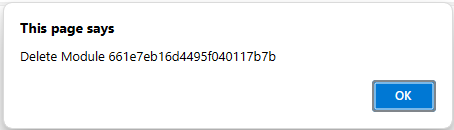 This page says
Delete Module 661e7eb16d4495f040117b7b
OK